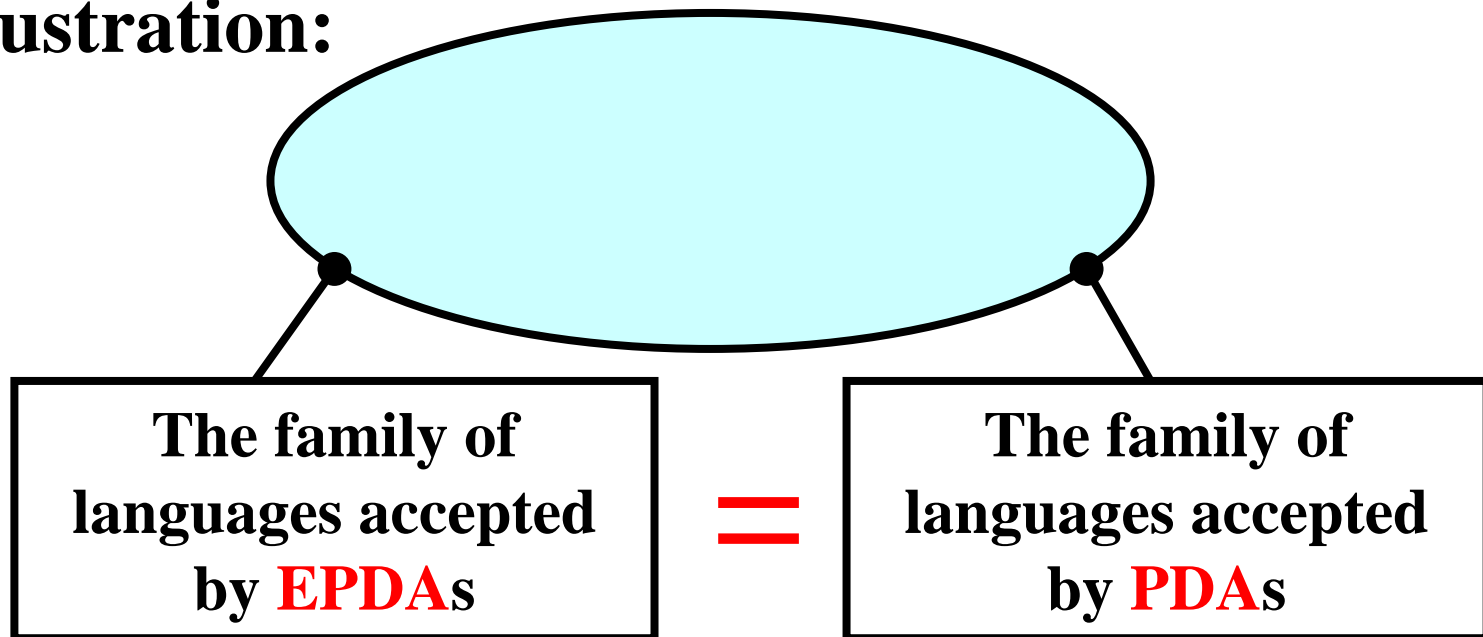 ustration:
The family of
languages accepted
by EPDAs
=
The family of
languages accepted
by PDAs